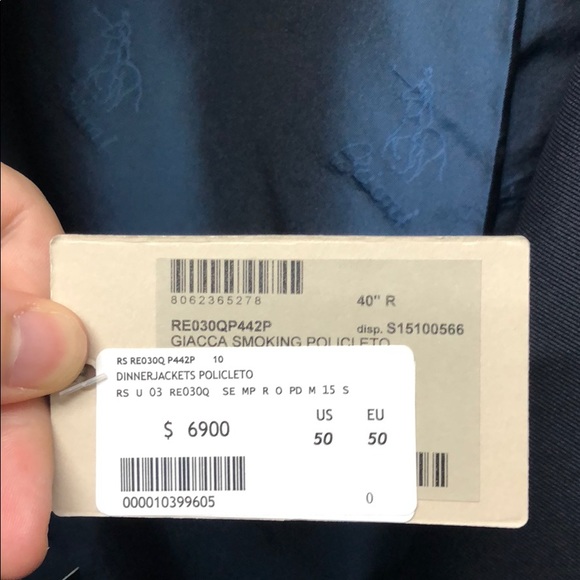 8062365278
40" R
RE030QP442P
disp. S15100566
GIACCA SMOKING POLICLETO
RS RE030Q P442P 10
DINNERJACKETS POLICLETO
RS U 03 RE030Q SE MP R O PD M 15 S
$ 6900
US EU
50 50
000010399605
0